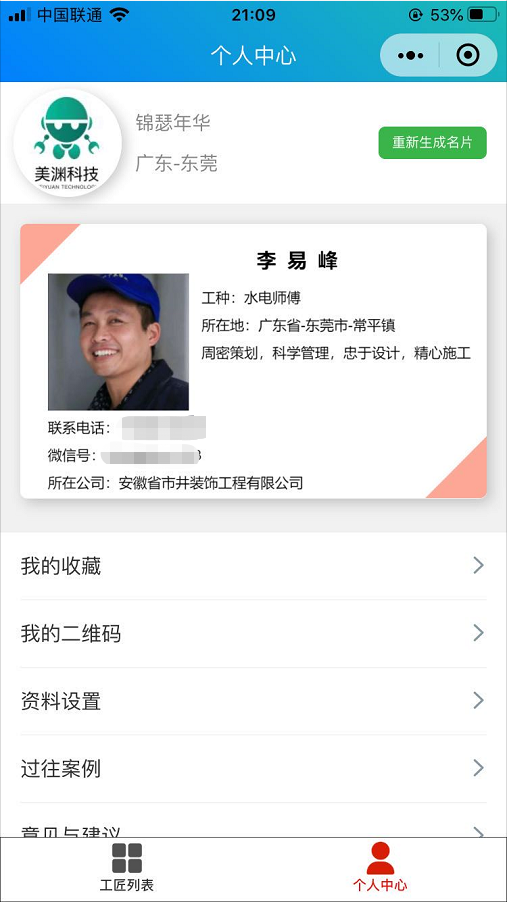 中国联通
21:09
53%
个人中心
锦瑟年华
广东-东莞
重新生成名片
美渊科技
李易峰
工种：水电师傅
所在地：广东省-东莞市-常平镇
周密策划，科学管理，忠于设计，精心施工
联系电话：
微信号：
所在公司：安徽省市井装饰工程有限公司
我的收藏
我的二维码
资料设置
过往案例
意见与建议
工匠列表
个人中心